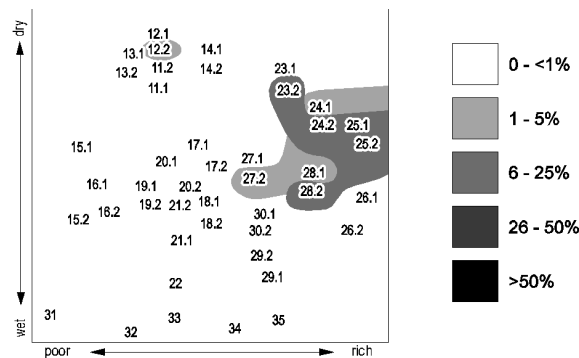 dry
12.1
13.1 12.2 14.1
13.2 11.2 14.2 23.1
11.1 23.2
24.1
24.2 25.1
25.2
15.1 17.1
20.1 17.2 27.1
27.2 28.1
16.1 19.1 20.2 28.2
19.2 21.2 18.1 26.1
15.2 16.2 18.2 30.1
21.1 30.2 26.2
29.2
22 29.1
31 33 35
wet 32 34
poor rich
0 - <1%
1 - 5%
6 - 25%
26 - 50%
>50%